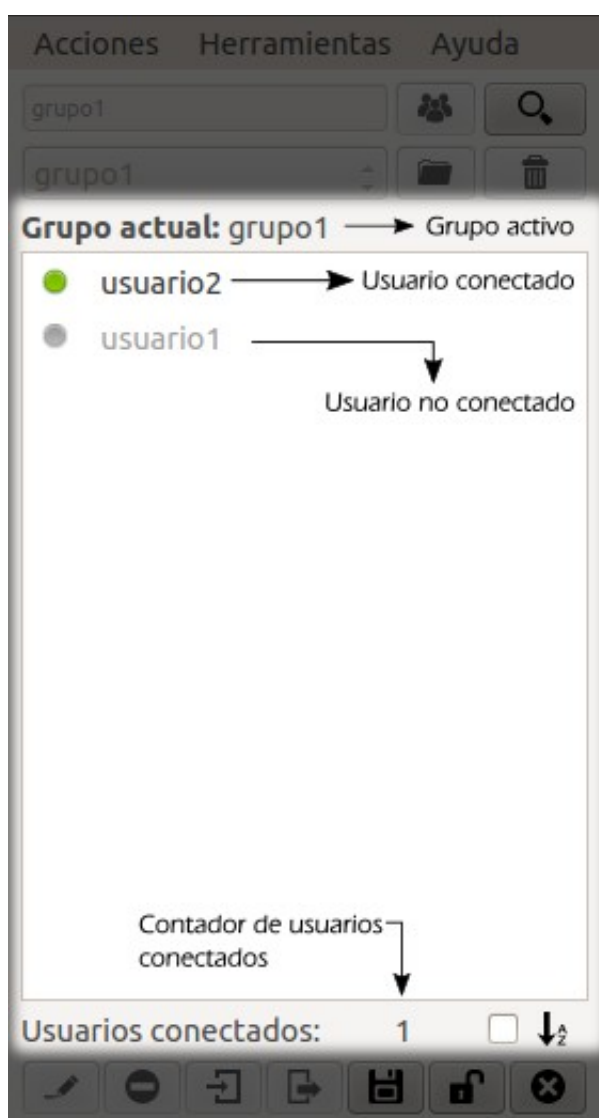 Acciones Herramientas Ayuda
grupo1
grupo1
Grupo actual: grupo1 Grupo activo
usuario2 Usuario conectado
usuario1
Usuario no conectado
Contador de usuarios
conectados
Usuarios conectados: 1
A
Z